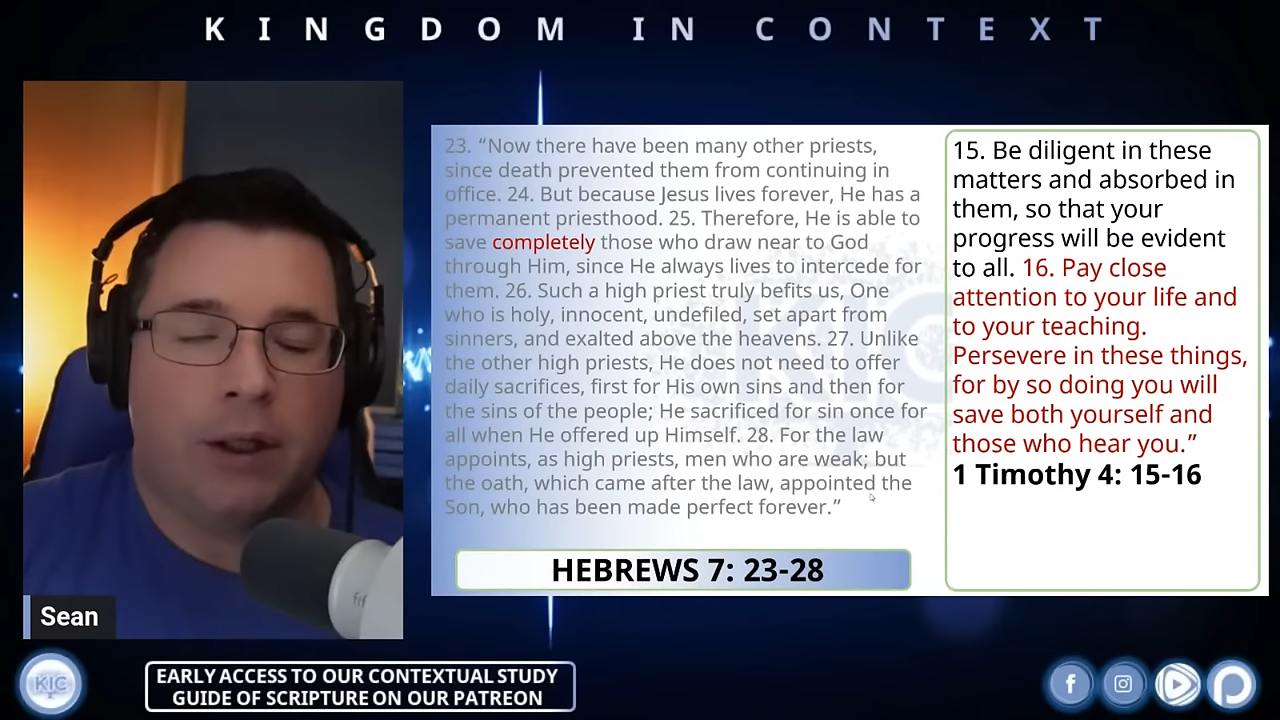 KINGDOM IN CONTEXT
23. “Now there have been many other priests,
since death prevented them from continuing in
office. 24. But because Jesus lives forever, He has a
permanent priesthood. 25. Therefore, He is able to
save completely those who draw near to God
through Him, since He always lives to intercede for
them. 26. Such a high priest truly befits us, One
who is holy, innocent, undefiled, set apart from
sinners, and exalted above the heavens. 27. Unlike
the other high priests, He does not need to offer
daily sacrifices, first for His own sins and then for
the sins of the people; He sacrificed for sin once for
all when He offered up Himself. 28. For the law
appoints, as high priests, men who are weak; but
the oath, which came after the law, appointed the
Son, who has been made perfect forever.”
HEBREWS 7: 23-28
15. Be diligent in these
matters and absorbed in
them, so that your
progress will be evident
to all. 16. Pay close
attention to your life and
to your teaching.
Persevere in these things,
for by so doing you will
save both yourself and
those who hear you.”
1 Timothy 4: 15-16
Sean
KIC
EARLY ACCESS TO OUR CONTEXTUAL STUDY
GUIDE OF SCRIPTURE ON OUR PATREON